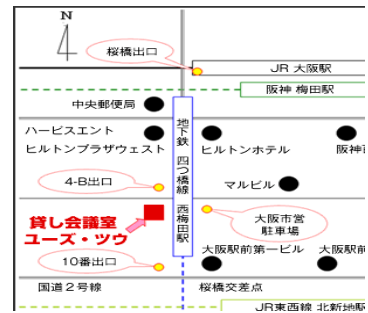 N
桜橋出口
JR 大阪駅
阪神 梅田駅
中央郵便局
ハービスエント
ヒルトンプラザウェスト
ヒルトンホテル
阪神百
地下鉄 四つ橋線 西梅田駅
4-B出口
マルビル
貸し会議室
ユーズ・ツウ
大阪市営
駐車場
10番出口
大阪駅前第一ビル
大阪駅前
国道2号線
桜橋交差点
JR東西線 北新地駅